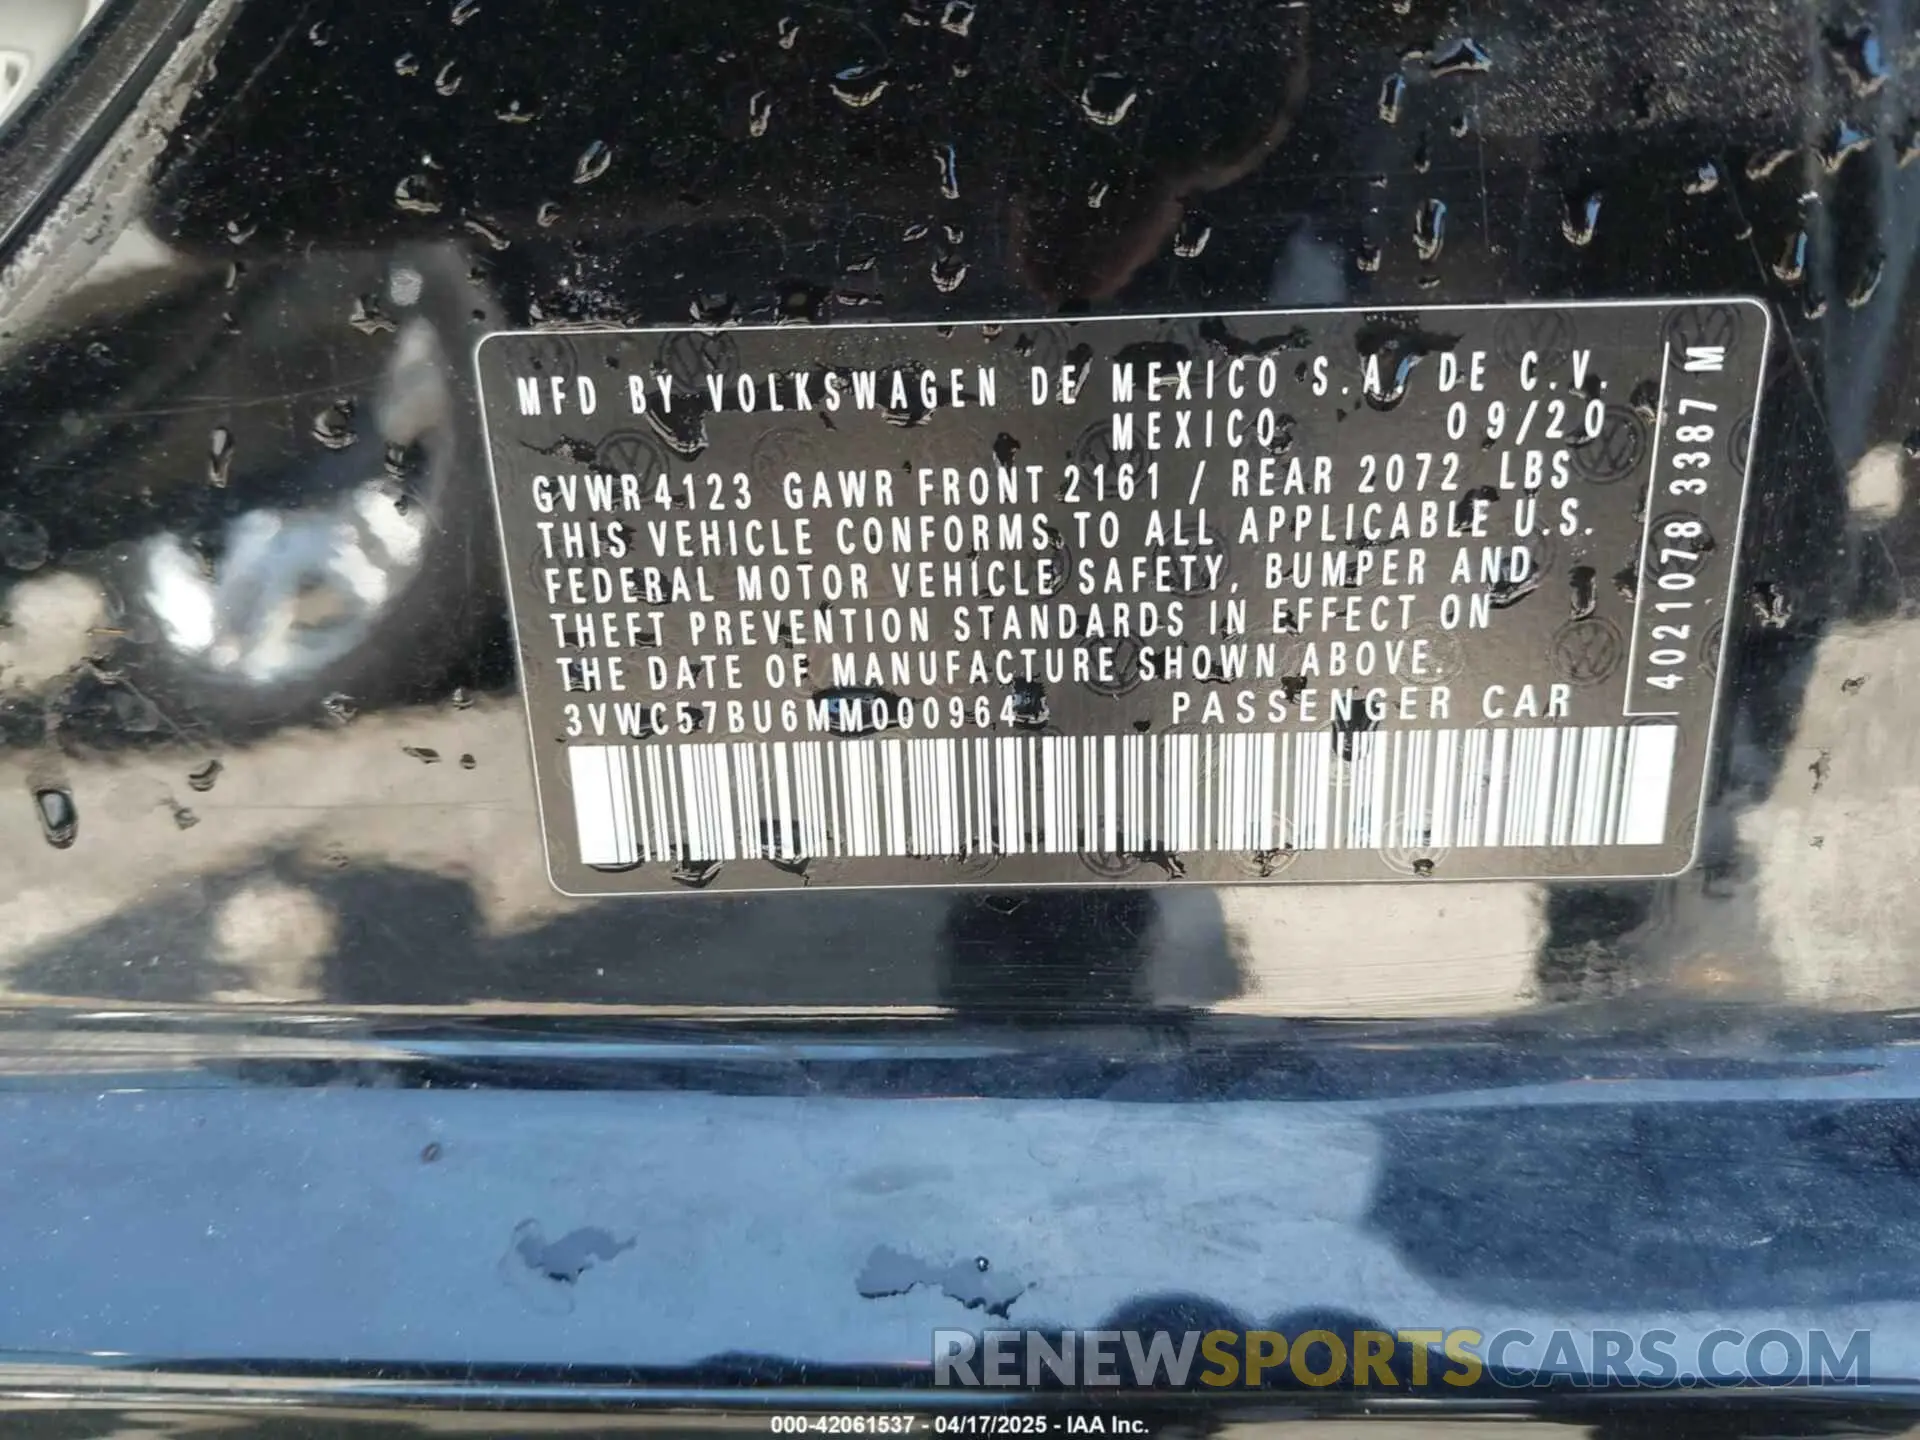 MFD BY VOLKSWAGEN DE MEXICO S.A. DE C.V.
MEXICO 09/20
GVWR 4123 GAWR FRONT 2161 / REAR 2072 LBS
THIS VEHICLE CONFORMS TO ALL APPLICABLE U.S.
FEDERAL MOTOR VEHICLE SAFETY, BUMPER AND
THEFT PREVENTION STANDARDS IN EFFECT ON
THE DATE OF MANUFACTURE SHOWN ABOVE.
3VWC57BU6MM000964 PASSENGER CAR
4021078 3387 M
RENEWSPORTSCARS.COM
000-42061537 - 04/17/2025 - IAA Inc.